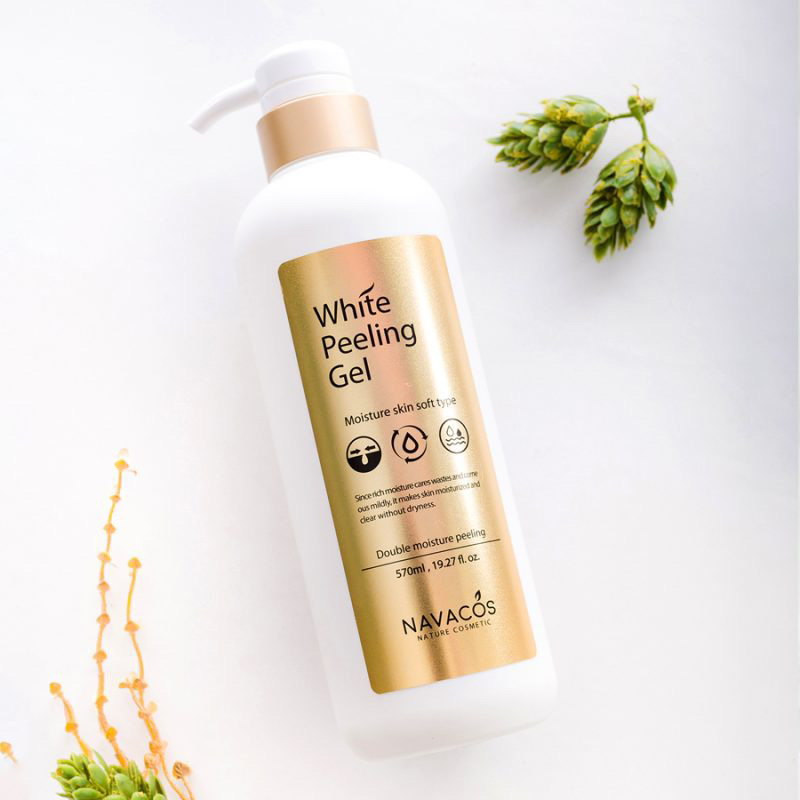 White
Peeling
Gel
Moisture skin soft type
Since rich moisture cares wastes and
ous mildly, it makes skin moisturized and
clear without dryness.
Double moisture peeling
570ml , 19.27 fl. oz.
NAVACOS
NATURE COSMETIC